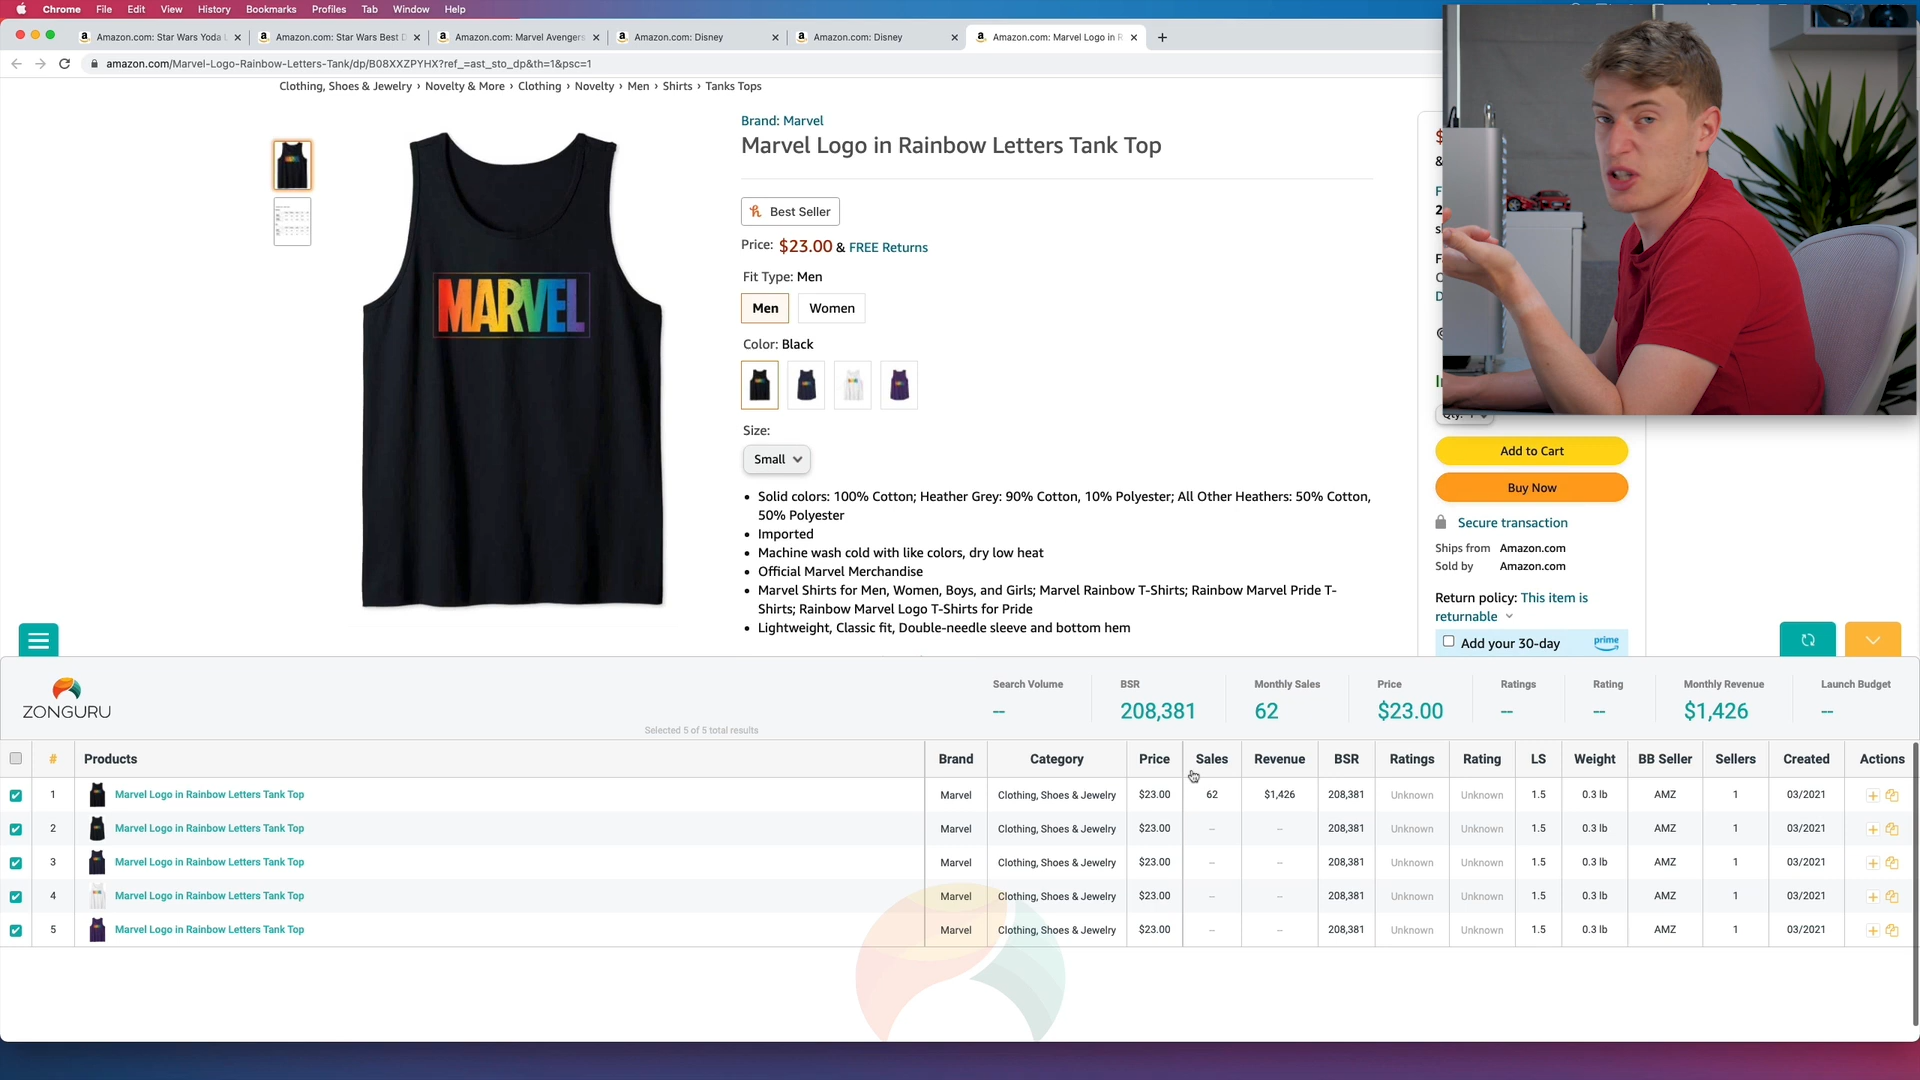 Chrome File Edit View History Bookmarks Profiles Tab Window Help
Amazon.com: Star Wars Yoda Amazon.com: Star Wars Best D Amazon.com: Marvel Avengers Amazon.com: Disney Amazon.com: Disney Amazon.com: Marvel Logo in R
amazon.com/Marvel-Logo-Rainbow-Letters-Tank/dp/B08XXZPYHX?ref_=ast_sto_dp&th=1&psc=1
Clothing, Shoes & Jewelry › Novelty & More › Clothing › Novelty › Men › Shirts › Tanks Tops
Brand: Marvel
Marvel Logo in Rainbow Letters Tank Top
Best Seller
Price: $23.00 & FREE Returns
Fit Type: Men
Men Women
MARVEL
Color: Black
Size:
Small
• Solid colors: 100% Cotton; Heather Grey: 90% Cotton, 10% Polyester; All Other Heathers: 50% Cotton,
50% Polyester
• Imported
• Machine wash cold with like colors, dry low heat
• Official Marvel Merchandise
• Marvel Shirts for Men, Women, Boys, and Girls; Marvel Rainbow T-Shirts; Rainbow Marvel Pride T-
Shirts; Rainbow Marvel Logo T-Shirts for Pride
• Lightweight, Classic fit, Double-needle sleeve and bottom hem
Add to Cart
Buy Now
Secure transaction
Ships from Amazon.com
Sold by Amazon.com
Return policy: This item is
returnable
Add your 30-day prime
ZONGURU
Selected 5 of 5 total results
Search Volume BSR Monthly Sales Price Ratings Rating Monthly Revenue Launch Budget
-- 208,381 62 $23.00 -- -- $1,426 --
# Products Brand Category Price Sales Revenue BSR Ratings Rating LS Weight BB Seller Sellers Created Actions
1 Marvel Logo in Rainbow Letters Tank Top Marvel Clothing, Shoes & Jewelry $23.00 62 $1,426 208,381 Unknown Unknown 1.5 0.3 lb AMZ 1 03/2021
2 Marvel Logo in Rainbow Letters Tank Top Marvel Clothing, Shoes & Jewelry $23.00 -- -- 208,381 Unknown Unknown 1.5 0.3 lb AMZ 1 03/2021
3 Marvel Logo in Rainbow Letters Tank Top Marvel Clothing, Shoes & Jewelry $23.00 -- -- 208,381 Unknown Unknown 1.5 0.3 lb AMZ 1 03/2021
4 Marvel Logo in Rainbow Letters Tank Top Marvel Clothing, Shoes & Jewelry $23.00 -- -- 208,381 Unknown Unknown 1.5 0.3 lb AMZ 1 03/2021
5 Marvel Logo in Rainbow Letters Tank Top Marvel Clothing, Shoes & Jewelry $23.00 -- -- 208,381 Unknown Unknown 1.5 0.3 lb AMZ 1 03/2021